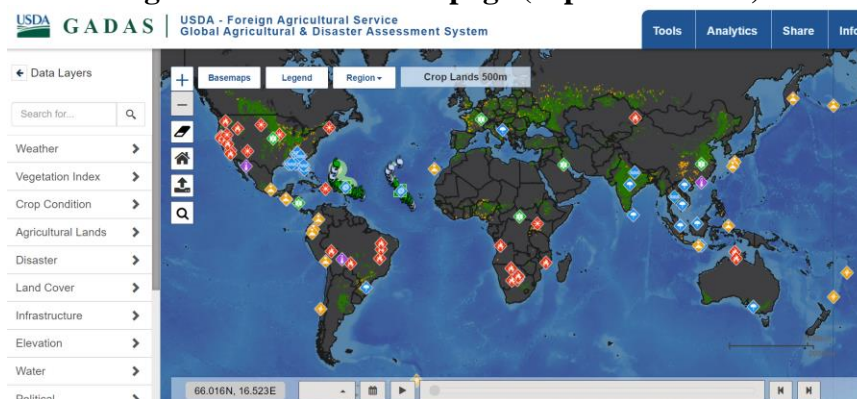 USDA GADAS
USDA - Foreign Agricultural Service
Global Agricultural & Disaster Assessment System
Tools
Analytics
Share
Data Layers
Basemaps
Legend
Region
Crop Lands 500m
Search for...
Weather
Vegetation Index
Crop Condition
Agricultural Lands
Disaster
Land Cover
Infrastructure
Elevation
Water
66.016N, 16.523E